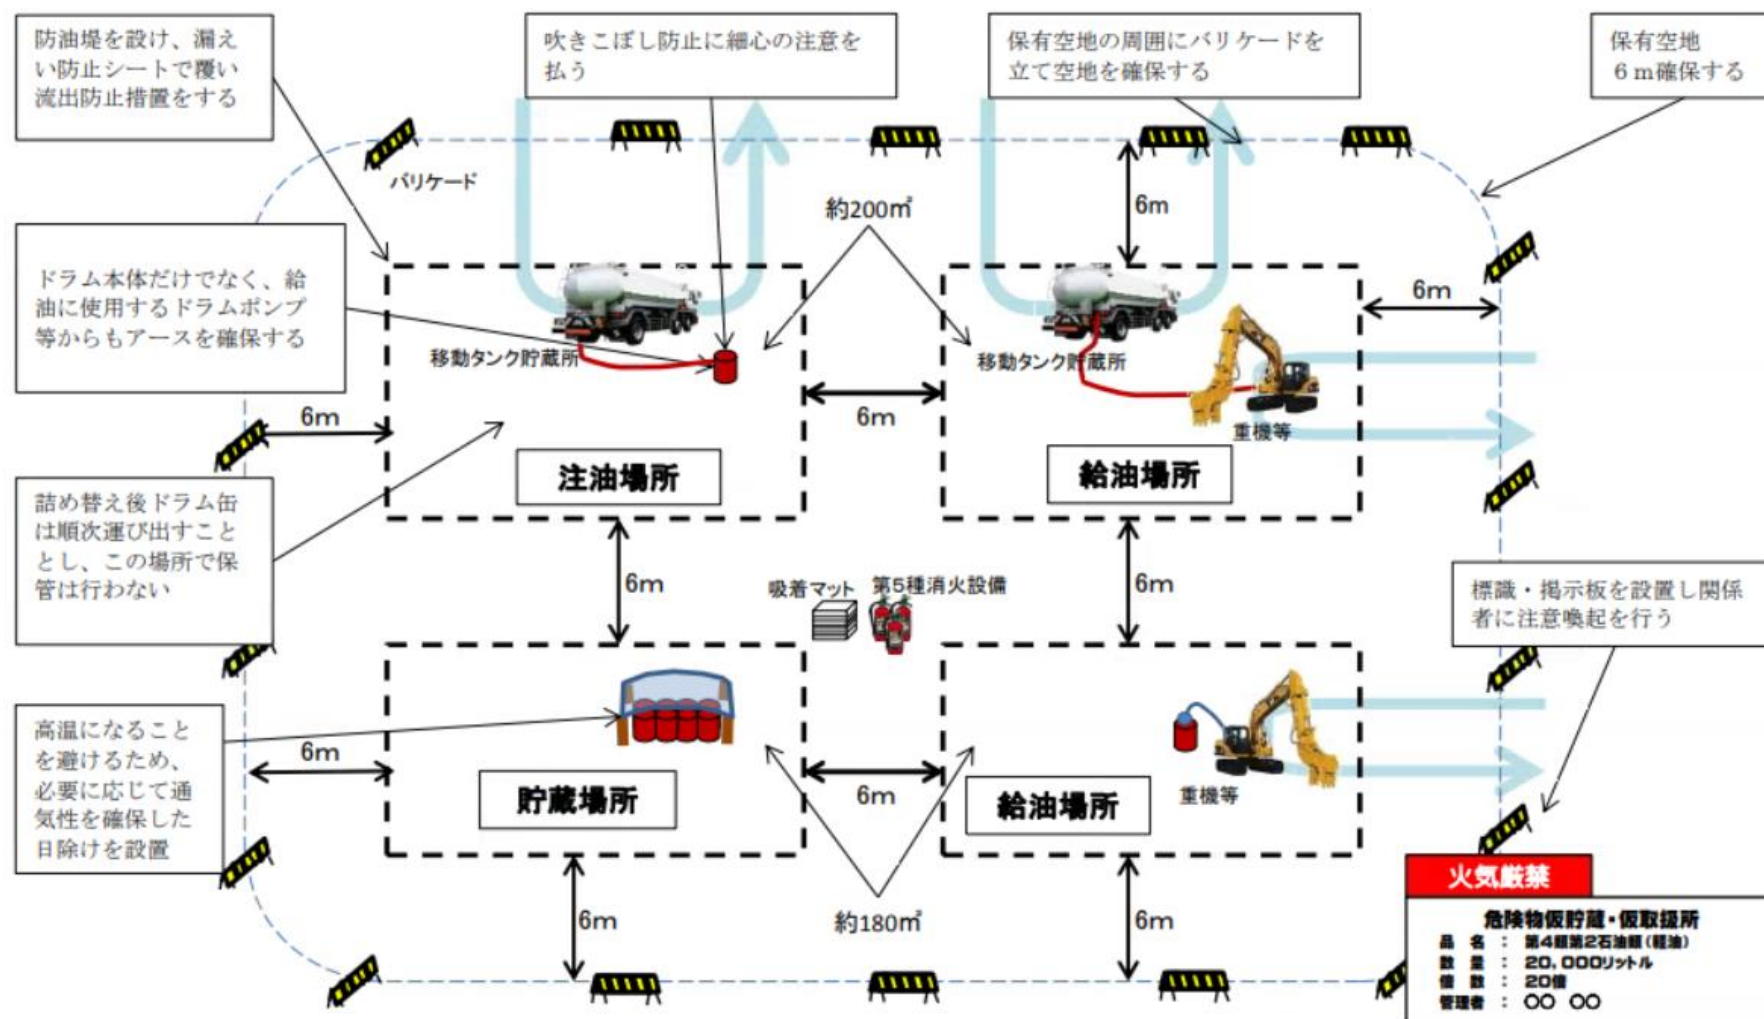 防油堤を設け、漏え
い防止シートで覆い
流出防止措置をする
吹きこぼし防止に細心の注意を
払う
保有空地の周囲にバリケードを
立て空地を確保する
保有空地
６ｍ確保する
バリケード
約200㎡
6m
ドラム本体だけでなく、給
油に使用するドラムポンプ
等からもアースを確保する
6m
移動タンク貯蔵所
移動タンク貯蔵所
6m
6m
重機等
注油場所
給油場所
詰め替え後ドラム缶
は順次運び出すこと
とし、この場所で保
管は行わない
6m
吸着マット
第5種消火設備
6m
標識・掲示板を設置し関係
者に注意喚起を行う
高温になること
を避けるため、
必要に応じて通
気性を確保した
日除けを設置
6m
6m
重機等
貯蔵場所
給油場所
6m
約180㎡
6m
火気厳禁
危険物仮貯蔵・仮取扱所
品　名　：　第4類第2石油類（軽油）
数　量　：　20,000リットル
倍　数　：　20倍
管理者　：　〇〇　〇〇